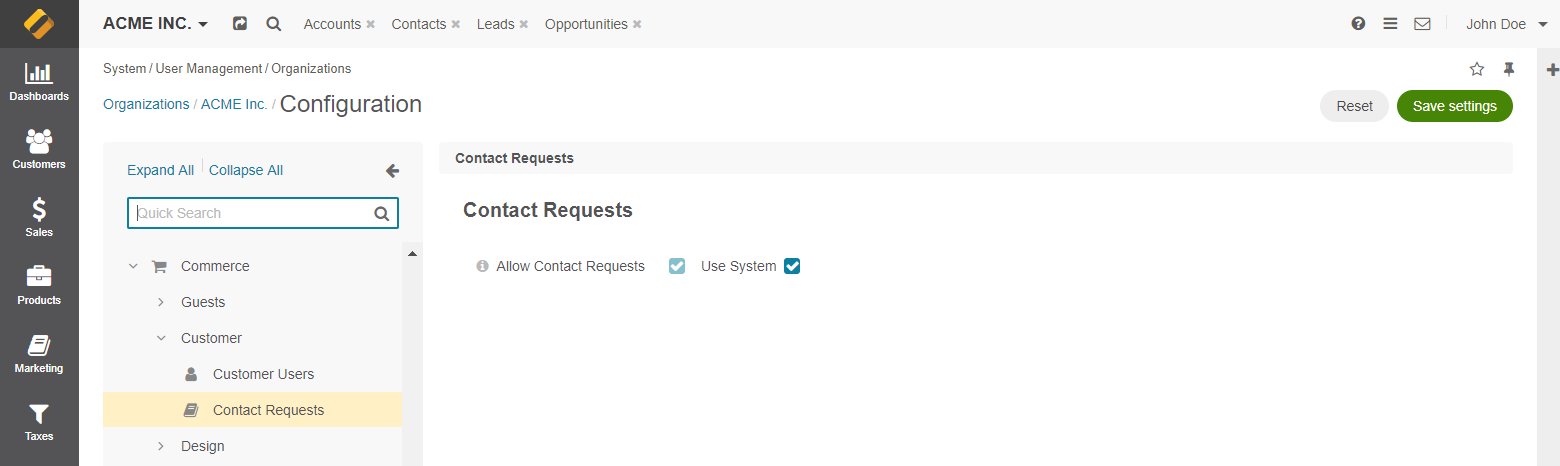 ACME INC. Accounts Contacts Leads Opportunities John Doe
Dashboards
Customers
Sales
Products
Marketing
Taxes
System / User Management / Organizations
Organizations / ACME Inc. / Configuration
Reset Save settings
Expand All Collapse All
Quick Search
Commerce
Guests
Customer
Customer Users
Contact Requests
Design
Contact Requests
Contact Requests
Allow Contact Requests Use System